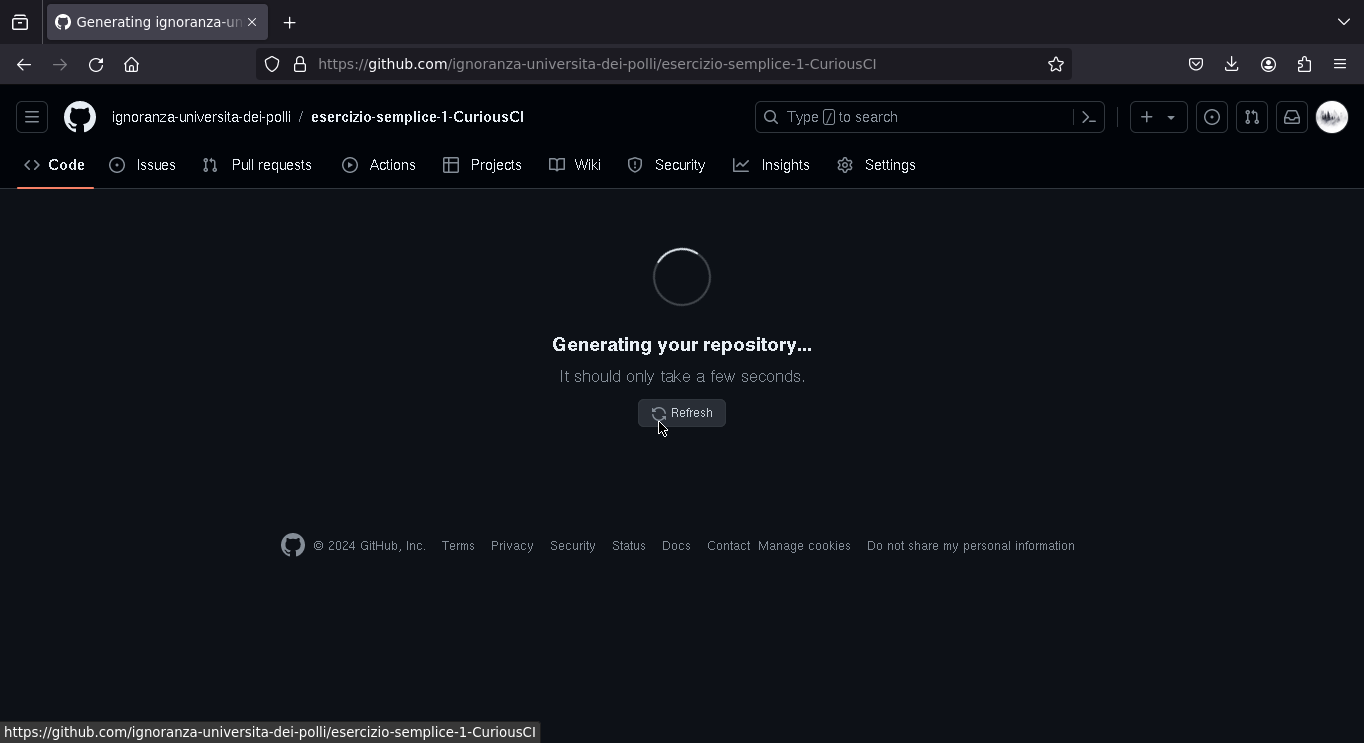 Generating ignoranza-un
https://github.com/ignoranza-universita-dei-polli/esercizio-semplice-1-CuriousCI
ignoranza-universita-dei-polli / esercizio-semplice-1-CuriousCI
Type / to search
Code Issues Pull requests Actions Projects Wiki Security Insights Settings
Generating your repository...
It should only take a few seconds.
Refresh
© 2024 GitHub, Inc. Terms Privacy Security Status Docs Contact Manage cookies Do not share my personal information
https://github.com/ignoranza-universita-dei-polli/esercizio-semplice-1-CuriousCI